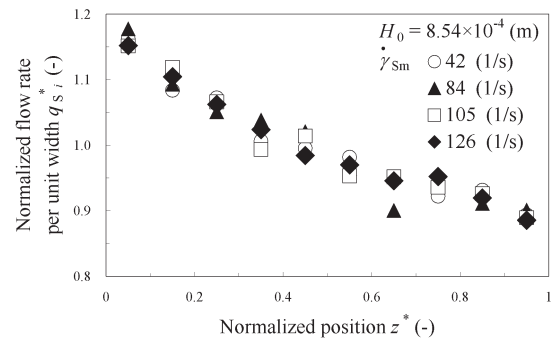 H₀ = 8.54×10⁻⁴ (m)
γ̇Sm
42 (1/s)
84 (1/s)
105 (1/s)
126 (1/s)
Normalized flow rate
per unit width q*S i (-)
1.2
1.1
1.0
0.9
0.8
0 0.2 0.4 0.6 0.8 1
Normalized position z* (-)